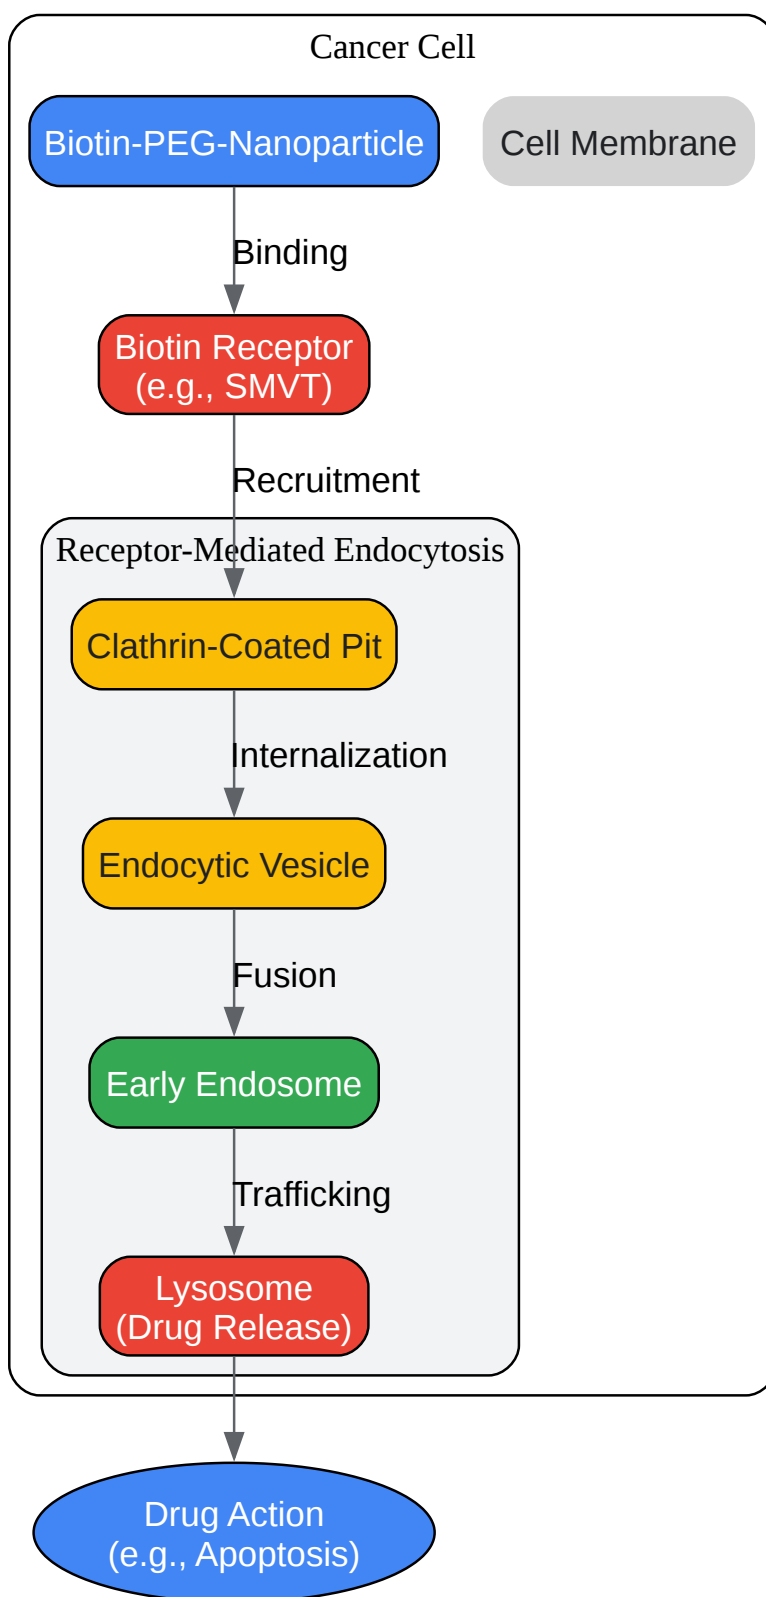 Cancer Cell
Biotin-PEG-Nanoparticle
Cell Membrane
Binding
Biotin Receptor
(e.g., SMVT)
Recruitment
Receptor-Mediated Endocytosis
Clathrin-Coated Pit
Internalization
Endocytic Vesicle
Fusion
Early Endosome
Trafficking
Lysosome
(Drug Release)
Drug Action
(e.g., Apoptosis)